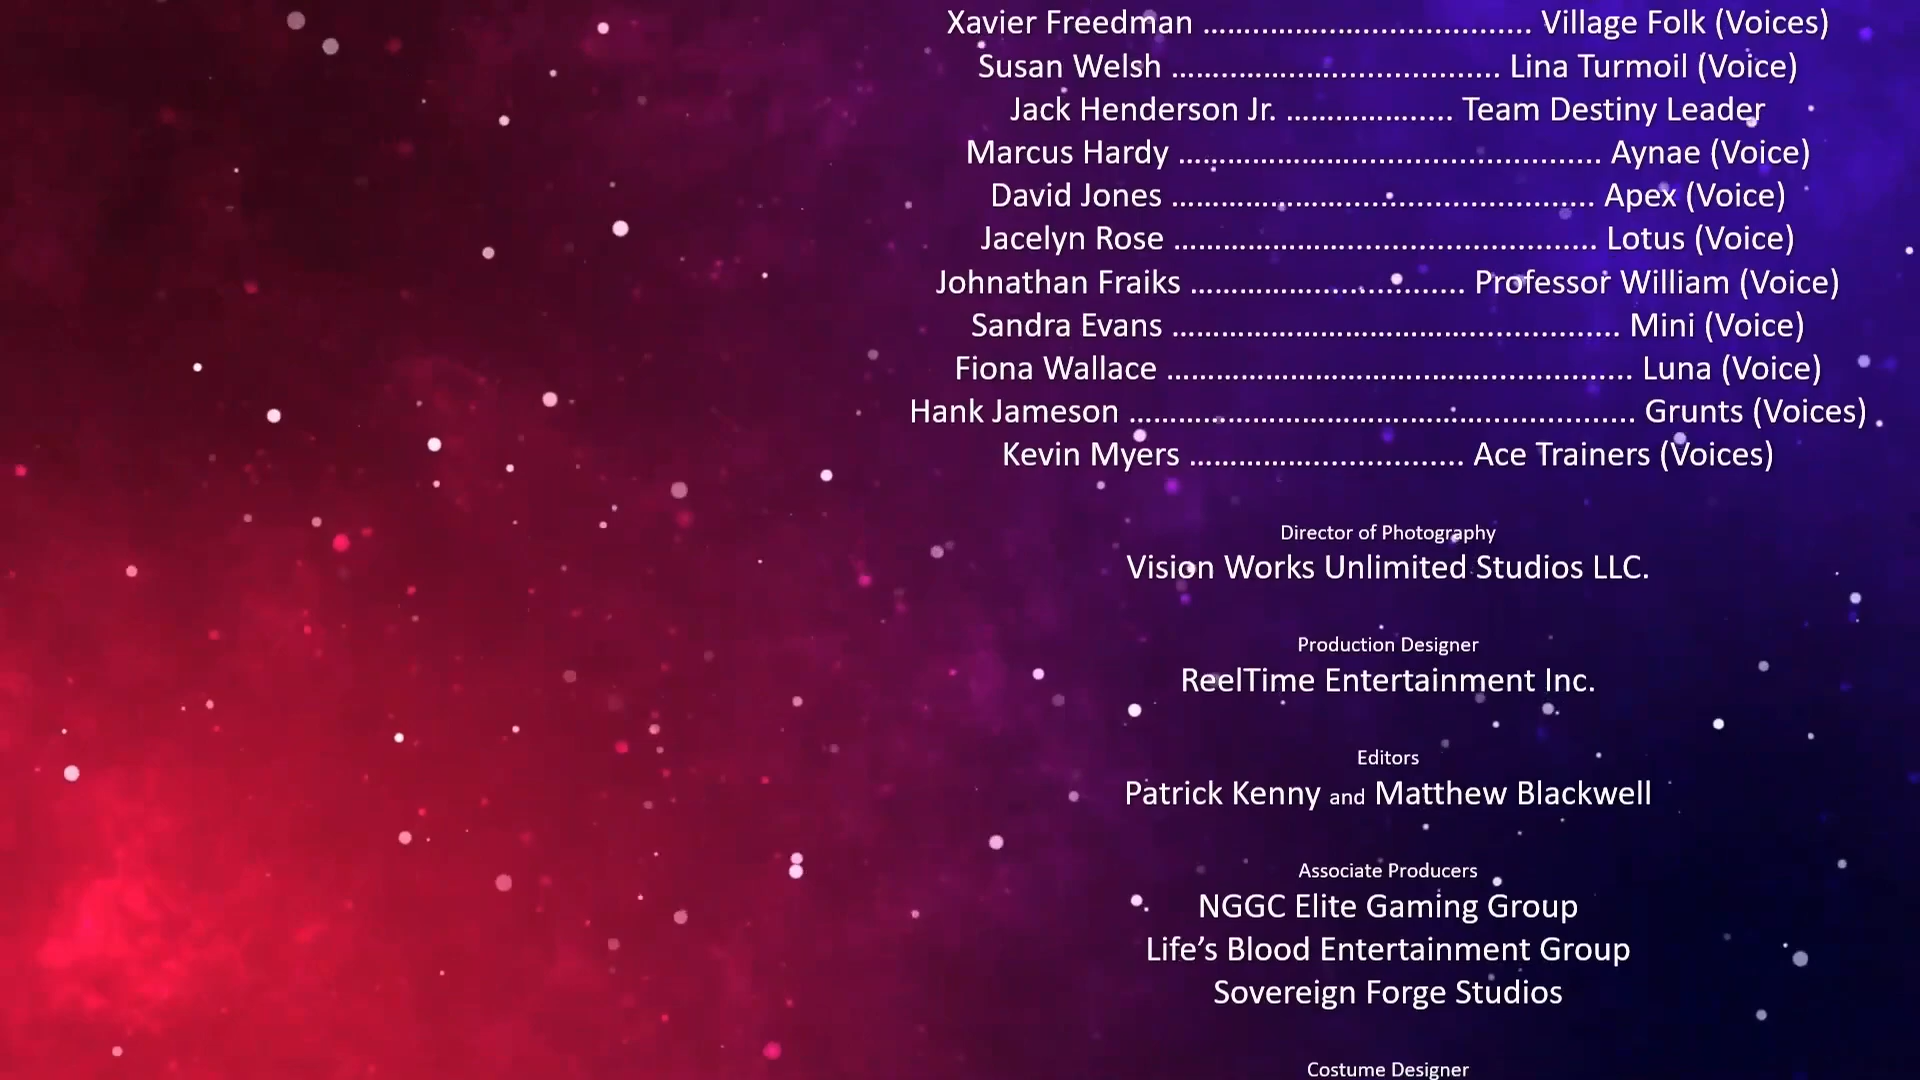 Xavier Freedman ........................................ Village Folk (Voices)
Susan Welsh ........................................ Lina Turmoil (Voice)
Jack Henderson Jr. .................... Team Destiny Leader
Marcus Hardy ................................................... Aynae (Voice)
David Jones ................................................... Apex (Voice)
Jacelyn Rose ................................................... Lotus (Voice)
Johnathan Fraiks ................................. Professor William (Voice)
Sandra Evans ...................................................... Mini (Voice)
Fiona Wallace ........................................................ Luna (Voice)
Hank Jameson ............................................................. Grunts (Voices)
Kevin Myers ................................. Ace Trainers (Voices)
Director of Photography
Vision Works Unlimited Studios LLC.
Production Designer
ReelTime Entertainment Inc.
Editors
Patrick Kenny and Matthew Blackwell
Associate Producers
NGGC Elite Gaming Group
Life’s Blood Entertainment Group
Sovereign Forge Studios
Costume Designer